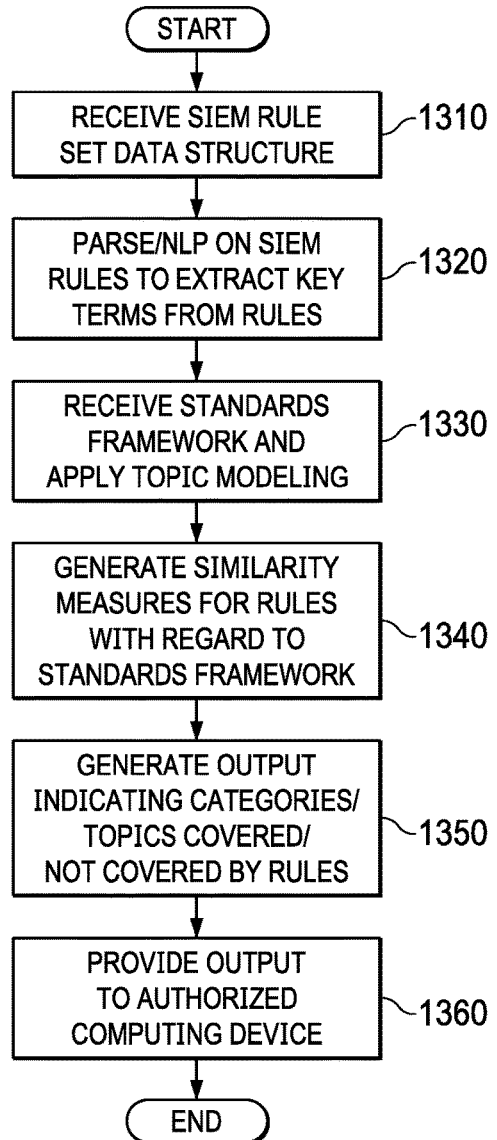 START
RECEIVE SIEM RULE
SET DATA STRUCTURE
1310
PARSE/NLP ON SIEM
RULES TO EXTRACT KEY
TERMS FROM RULES
1320
RECEIVE STANDARDS
FRAMEWORK AND
APPLY TOPIC MODELING
1330
GENERATE SIMILARITY
MEASURES FOR RULES
WITH REGARD TO
STANDARDS FRAMEWORK
1340
GENERATE OUTPUT
INDICATING CATEGORIES/
TOPICS COVERED/
NOT COVERED BY RULES
1350
PROVIDE OUTPUT
TO AUTHORIZED
COMPUTING DEVICE
1360
END